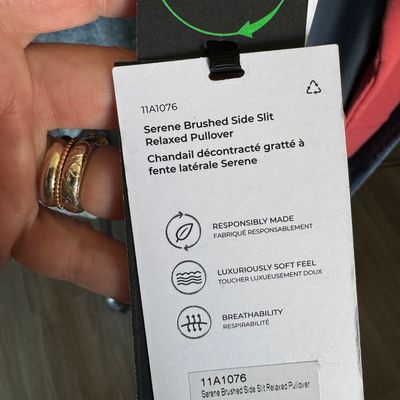 11A1076
Serene Brushed Side Slit
Relaxed Pullover
Chandail décontracté gratté à
fente latérale Serene
RESPONSIBLY MADE
FABRIQUÉ RESPONSABLEMENT
LUXURIOUSLY SOFT FEEL
TOUCHER LUXUEUSEMENT DOUX
BREATHABILITY
RESPIRABILITÉ
11A1076
Serene Brushed Side Slit Relaxed Pullover